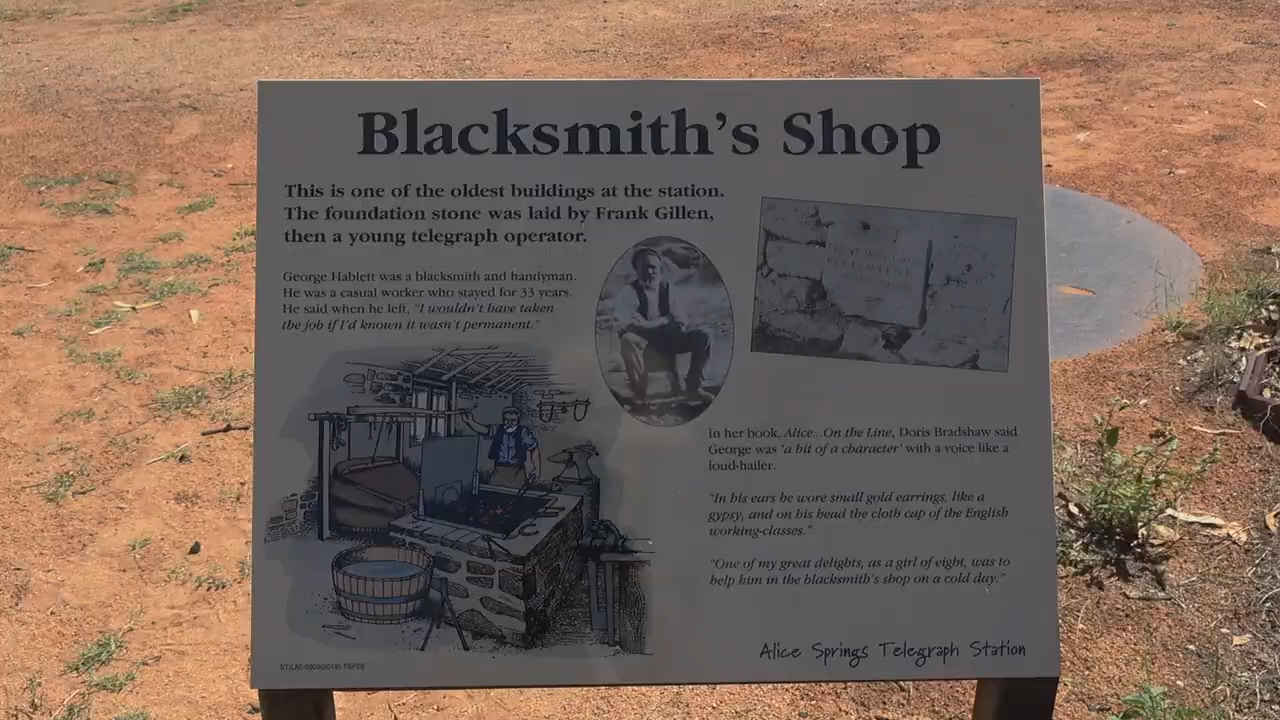 Blacksmith's Shop
This is one of the oldest buildings at the station.
The foundation stone was laid by Frank Gillen,
then a young telegraph operator.
George Hablett was a blacksmith and handyman.
He was a casual worker who stayed for 33 years.
He said when he left, "I wouldn't have taken
the job if I'd known it wasn't permanent."
In her book, Alice...On the Line, Doris Bradshaw said
George was 'a bit of a character' with a voice like a
loud-hailer.
"In his ears he wore small gold earrings, like a
gypsy, and on his head the cloth cap of the English
working-classes."
"One of my great delights, as a girl of eight, was to
help him in the blacksmith's shop on a cold day."
Alice Springs Telegraph Station